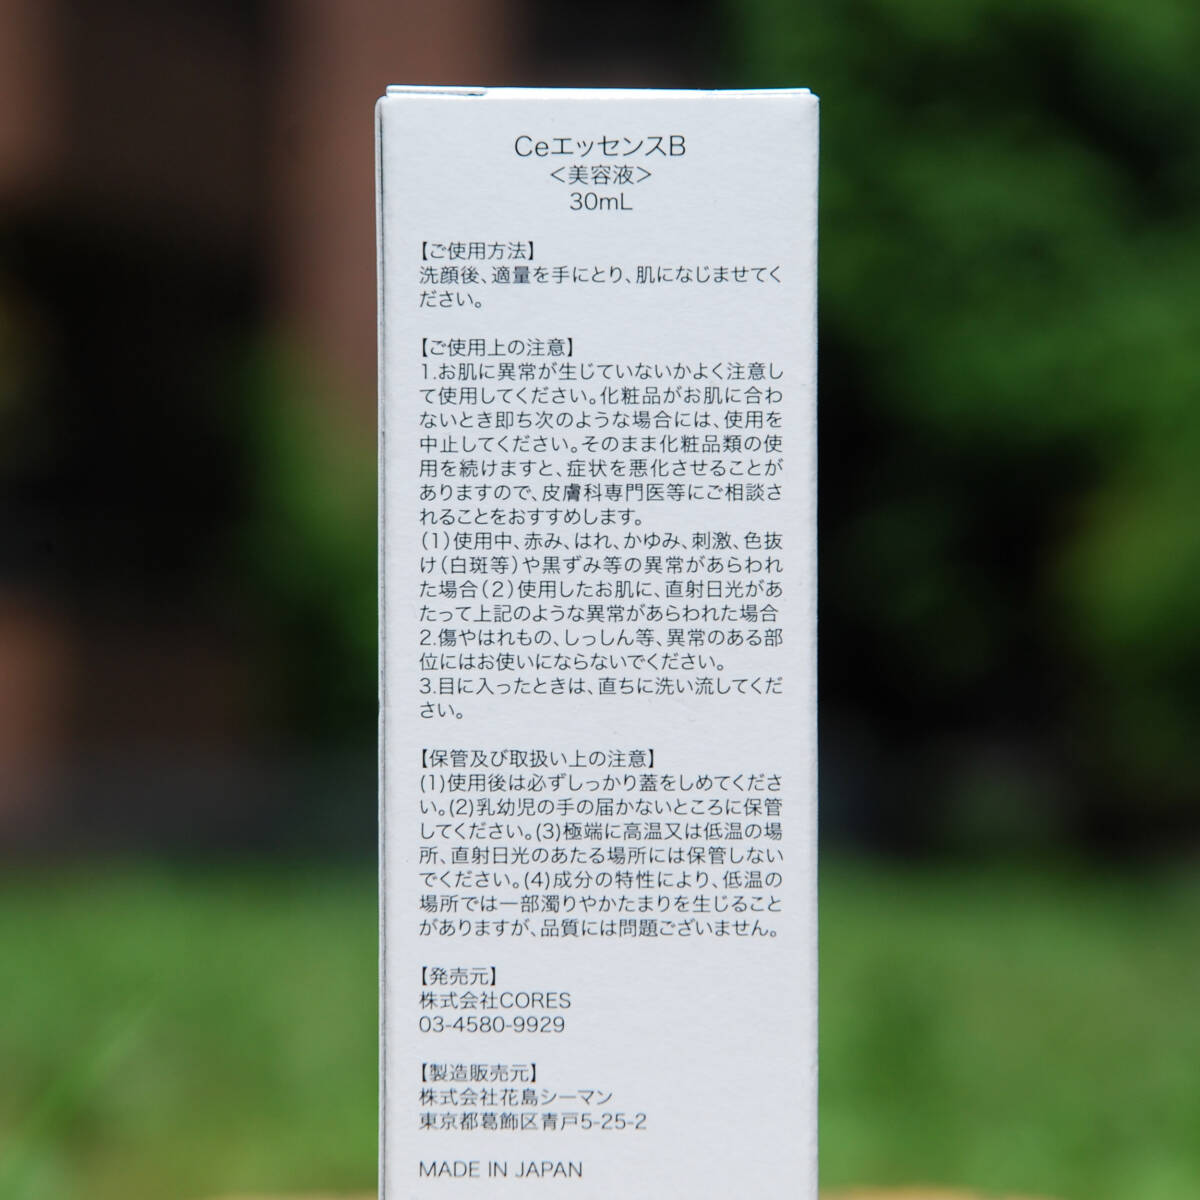 CeエッセンスB
＜美容液＞
30mL
【ご使用方法】
洗顔後、適量を手にとり、肌になじませてく
ださい。
【ご使用上の注意】
1.お肌に異常が生じていないかよく注意し
て使用してください。化粧品がお肌に合わ
ないとき即ち次のような場合には、使用を
中止してください。そのまま化粧品類の使
用を続けますと、症状を悪化させることが
ありますので、皮膚科専門医等にご相談さ
れることをおすすめします。
（1）使用中、赤み、はれ、かゆみ、刺激、色抜
け（白斑等）や黒ずみ等の異常があらわれ
た場合（2）使用したお肌に、直射日光があ
たって上記のような異常があらわれた場合
2.傷やはれもの、しっしん等、異常のある部
位にはお使いにならないでください。
3.目に入ったときは、直ちに洗い流してくだ
さい。
【保管及び取扱い上の注意】
(1)使用後は必ずしっかり蓋をしめてくださ
い。(2)乳幼児の手の届かないところに保管
してください。(3)極端に高温又は低温の場
所、直射日光のあたる場所には保管しない
でください。(4)成分の特性により、低温の
場所では一部濁りやかたまりを生じること
がありますが、品質には問題ございません。
【発売元】
株式会社CORES
03-4580-9929
【製造販売元】
株式会社花島シーマン
東京都葛飾区青戸5-25-2
MADE IN JAPAN